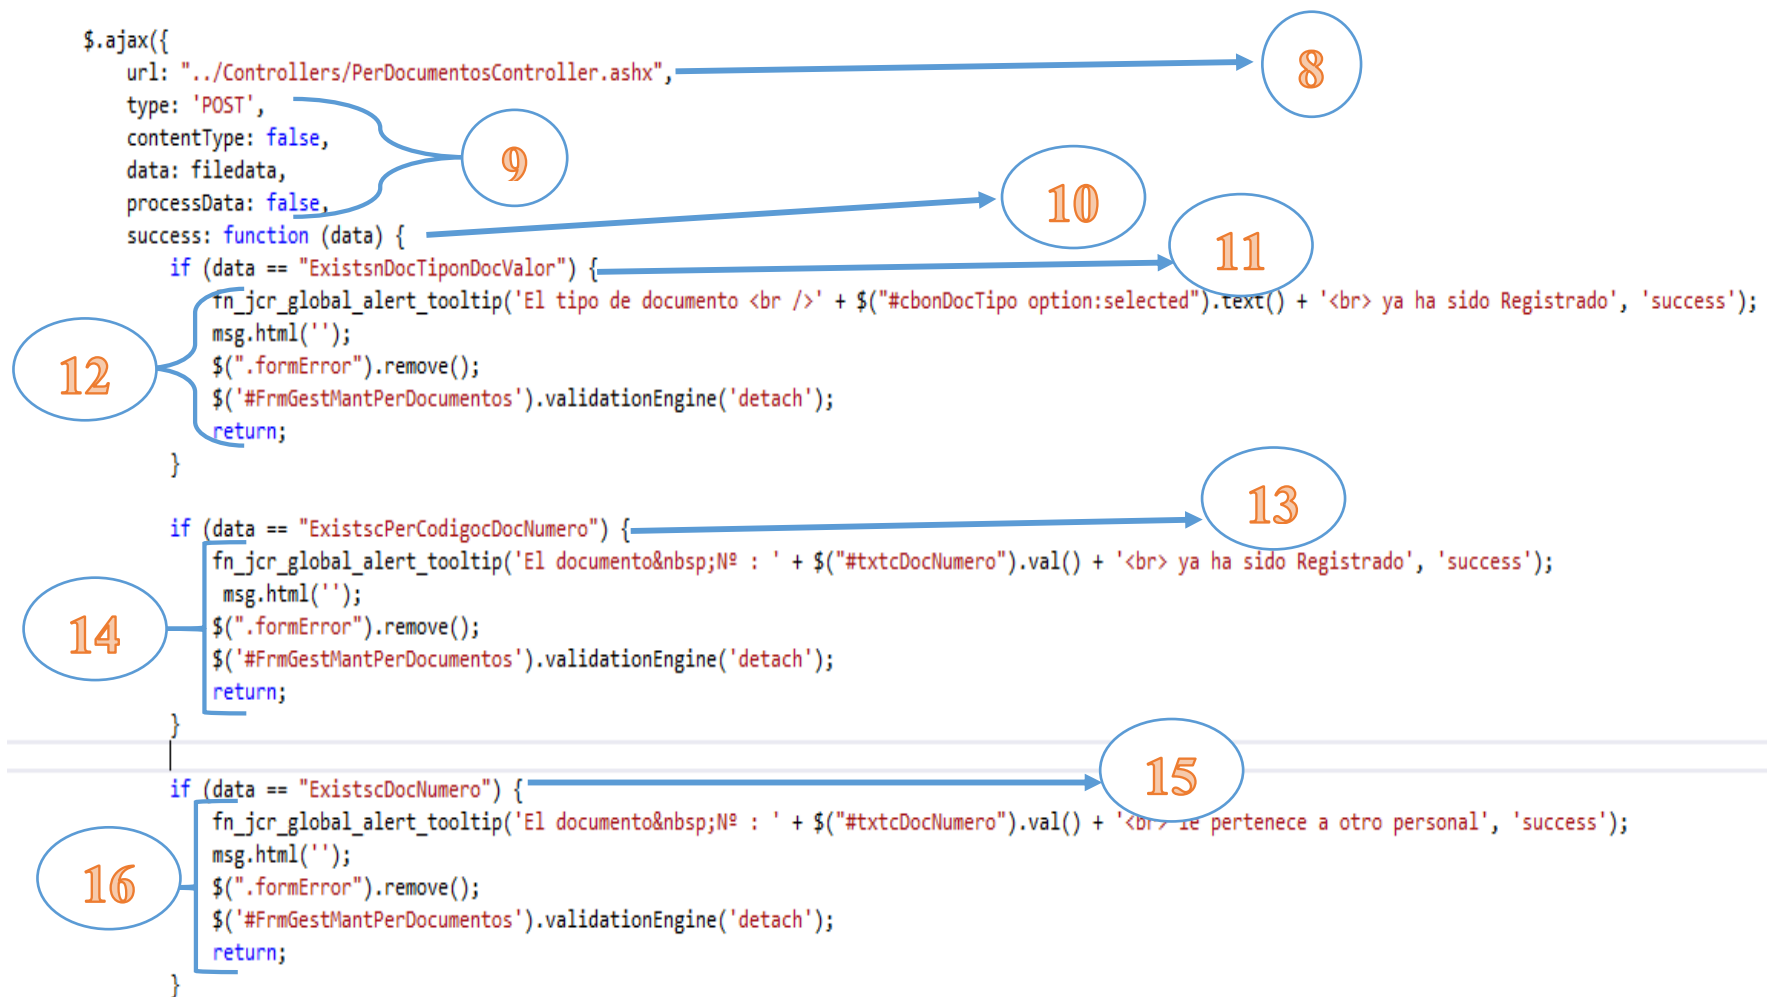 $.ajax({
url: "../Controllers/PerDocumentosController.ashx",
8
type: 'POST',
contentType: false,
9
data: filedata,
processData: false,
10
success: function (data) {
11
if (data == "ExistsnDocTiponDocValor") {
fn_jcr_global_alert_tooltip('El tipo de documento <br />' + $("#cbonDocTipo option:selected").text() + '<br> ya ha sido Registrado', 'success');
msg.html('');
12
$(".formError").remove();
$('#FrmGestMantPerDocumentos').validationEngine('detach');
return;
}
13
if (data == "ExistscPerCodigocDocNumero") {
fn_jcr_global_alert_tooltip('El documento&nbsp;Nº : ' + $("#txtcDocNumero").val() + '<br> ya ha sido Registrado', 'success');
msg.html('');
14
$(".formError").remove();
$('#FrmGestMantPerDocumentos').validationEngine('detach');
return;
}
15
if (data == "ExistscDocNumero") {
fn_jcr_global_alert_tooltip('El documento&nbsp;Nº : ' + $("#txtcDocNumero").val() + '<br> le pertenece a otro personal', 'success');
msg.html('');
16
$(".formError").remove();
$('#FrmGestMantPerDocumentos').validationEngine('detach');
return;
}